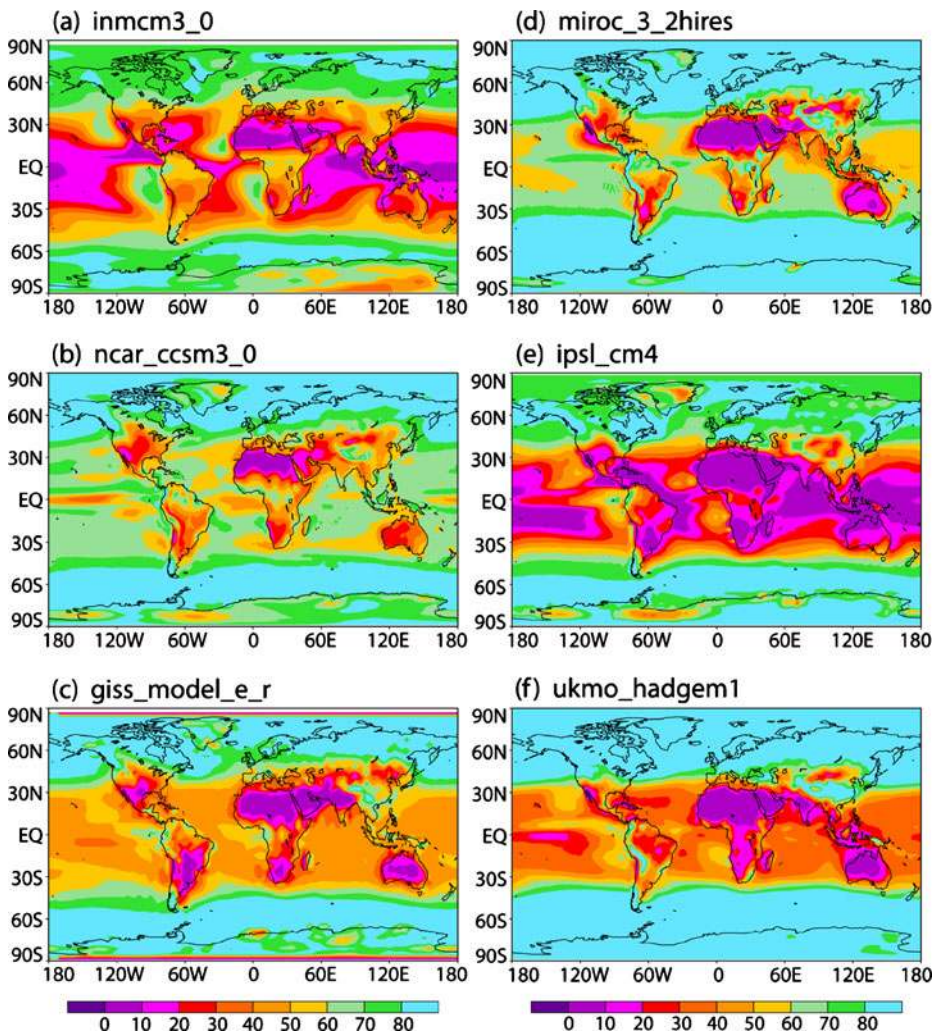 (a) inmcm3_0
90N
60N
30N
EQ
30S
60S
90S
180 120W 60W 0 60E 120E 180
(b) ncar_ccsm3_0
90N
60N
30N
EQ
30S
60S
90S
180 120W 60W 0 60E 120E 180
(c) giss_model_e_r
90N
60N
30N
EQ
30S
60S
90S
180 120W 60W 0 60E 120E 180
0 10 20 30 40 50 60 70 80
(d) miroc_3_2hires
90N
60N
30N
EQ
30S
60S
90S
180 120W 60W 0 60E 120E 180
(e) ipsl_cm4
90N
60N
30N
EQ
30S
60S
90S
180 120W 60W 0 60E 120E 180
(f) ukmo_hadgem1
90N
60N
30N
EQ
30S
60S
90S
180 120W 60W 0 60E 120E 180
0 10 20 30 40 50 60 70 80